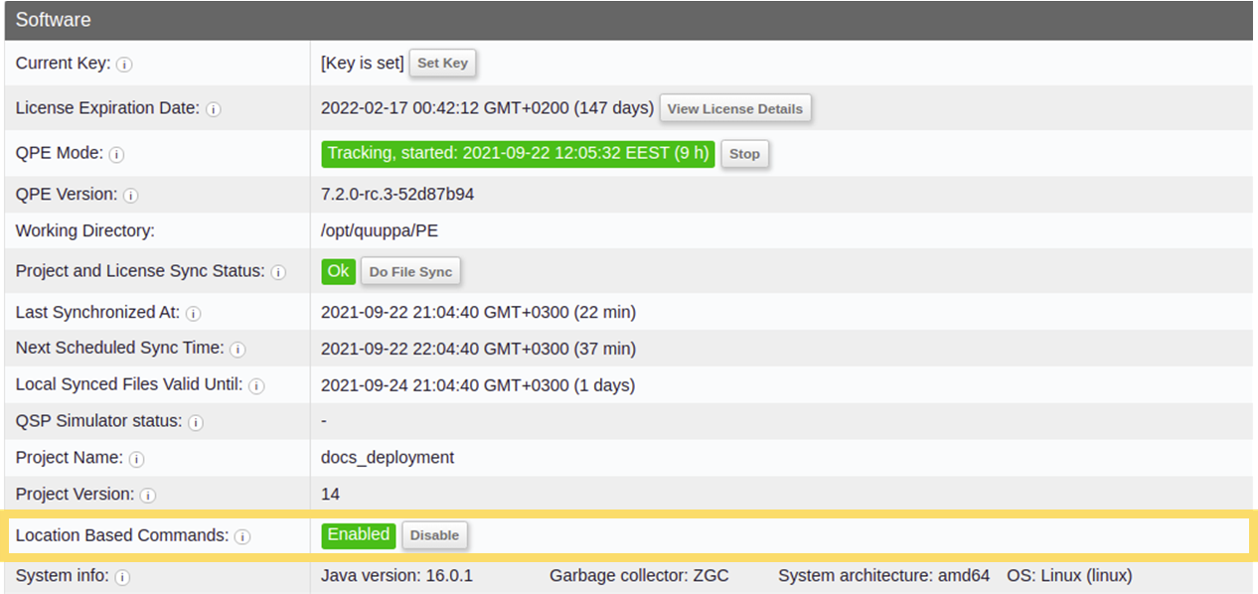 Software
Current Key: [Key is set] Set Key
License Expiration Date: 2022-02-17 00:42:12 GMT+0200 (147 days) View License Details
QPE Mode: Tracking, started: 2021-09-22 12:05:32 EEST (9 h) Stop
QPE Version: 7.2.0-rc.3-52d87b94
Working Directory: /opt/quuppa/PE
Project and License Sync Status: Ok Do File Sync
Last Synchronized At: 2021-09-22 21:04:40 GMT+0300 (22 min)
Next Scheduled Sync Time: 2021-09-22 22:04:40 GMT+0300 (37 min)
Local Synced Files Valid Until: 2021-09-24 21:04:40 GMT+0300 (1 days)
QSP Simulator status: -
Project Name: docs_deployment
Project Version: 14
Location Based Commands: Enabled Disable
System info: Java version: 16.0.1 Garbage collector: ZGC System architecture: amd64 OS: Linux (linux)